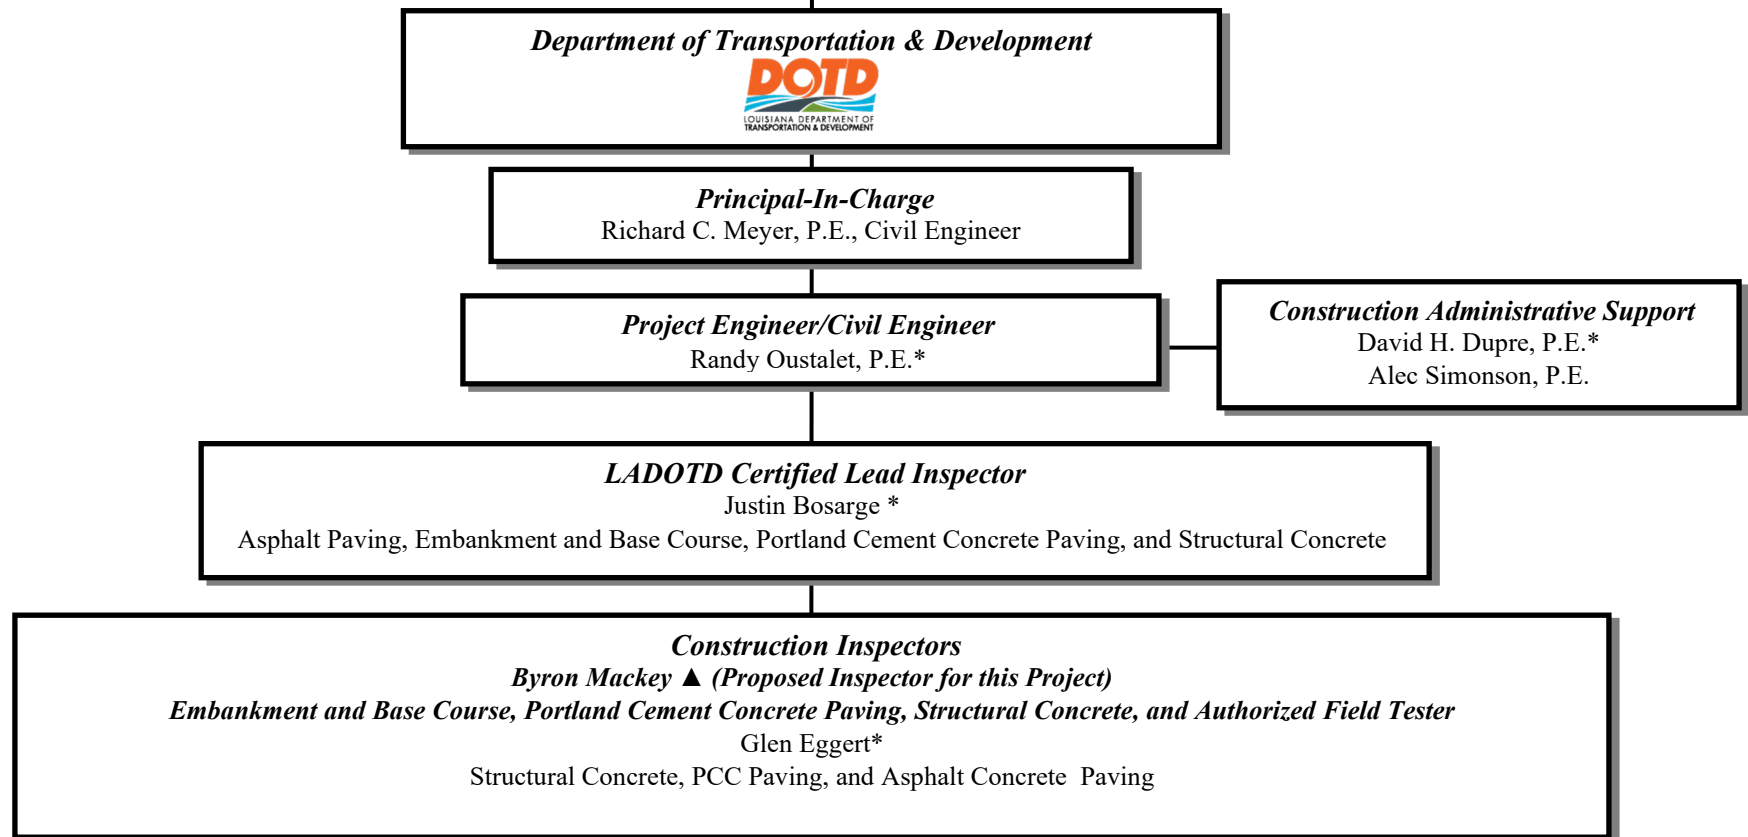 Department of Transportation & Development
DOTD
LOUISIANA DEPARTMENT OF
TRANSPORTATION & DEVELOPMENT
Principal-In-Charge
Richard C. Meyer, P.E., Civil Engineer
Project Engineer/Civil Engineer
Randy Oustalet, P.E.*
Construction Administrative Support
David H. Dupre, P.E.*
Alec Simonson, P.E.
LADOTD Certified Lead Inspector
Justin Bosarge *
Asphalt Paving, Embankment and Base Course, Portland Cement Concrete Paving, and Structural Concrete
Construction Inspectors
Byron Mackey ▲ (Proposed Inspector for this Project)
Embankment and Base Course, Portland Cement Concrete Paving, Structural Concrete, and Authorized Field Tester
Glen Eggert*
Structural Concrete, PCC Paving, and Asphalt Concrete Paving